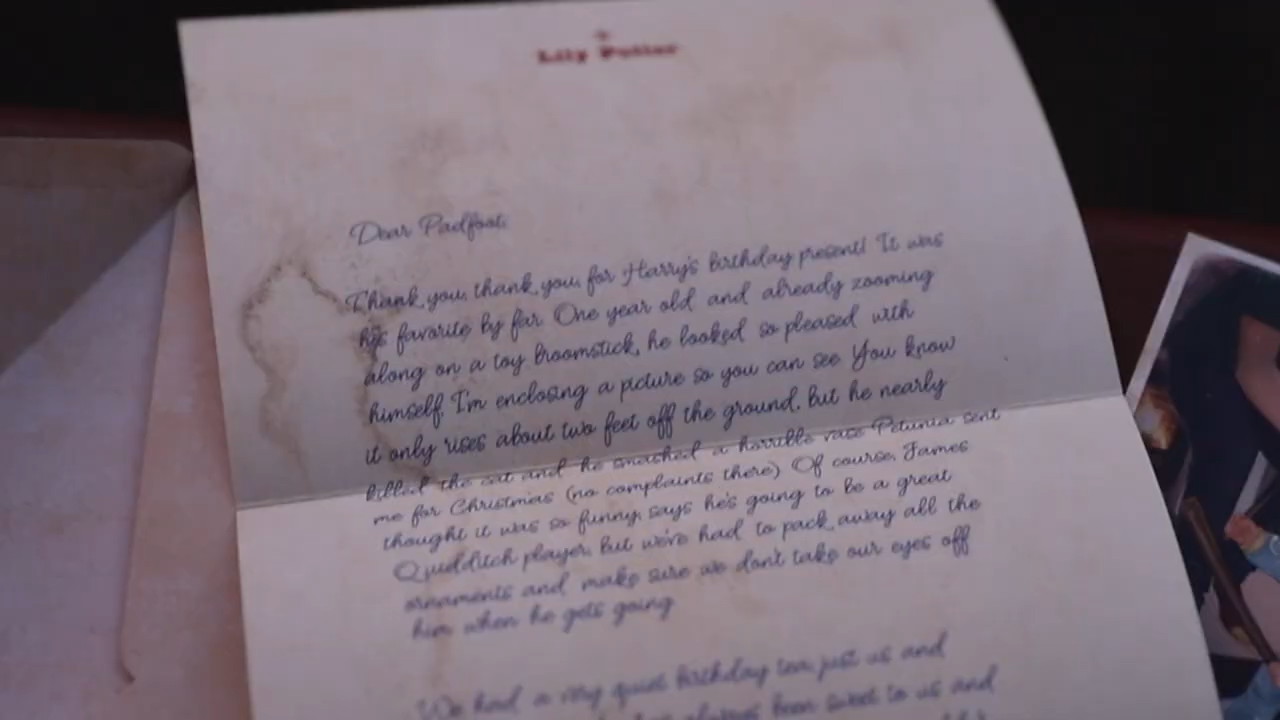 Lily Potter
Dear Padfoot,
Thank you, thank you, for Harry's birthday present! It was
his favorite by far. One year old and already zooming
along on a toy broomstick, he looked so pleased with
himself. I'm enclosing a picture so you can see. You know
it only rises about two feet off the ground, but he nearly
killed the cat and he smashed a horrible vase Petunia sent
me for Christmas (no complaints there). Of course, James
thought it was so funny, says he's going to be a great
Quidditch player, but we've had to pack away all the
ornaments and make sure we don't take our eyes off
him when he gets going.
We had a very quiet birthday tea, just us and
always been sweet to us and